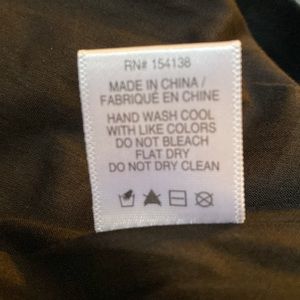 RN# 154138
MADE IN CHINA /
FABRIQUÉ EN CHINE
HAND WASH COOL
WITH LIKE COLORS
DO NOT BLEACH
FLAT DRY
DO NOT DRY CLEAN